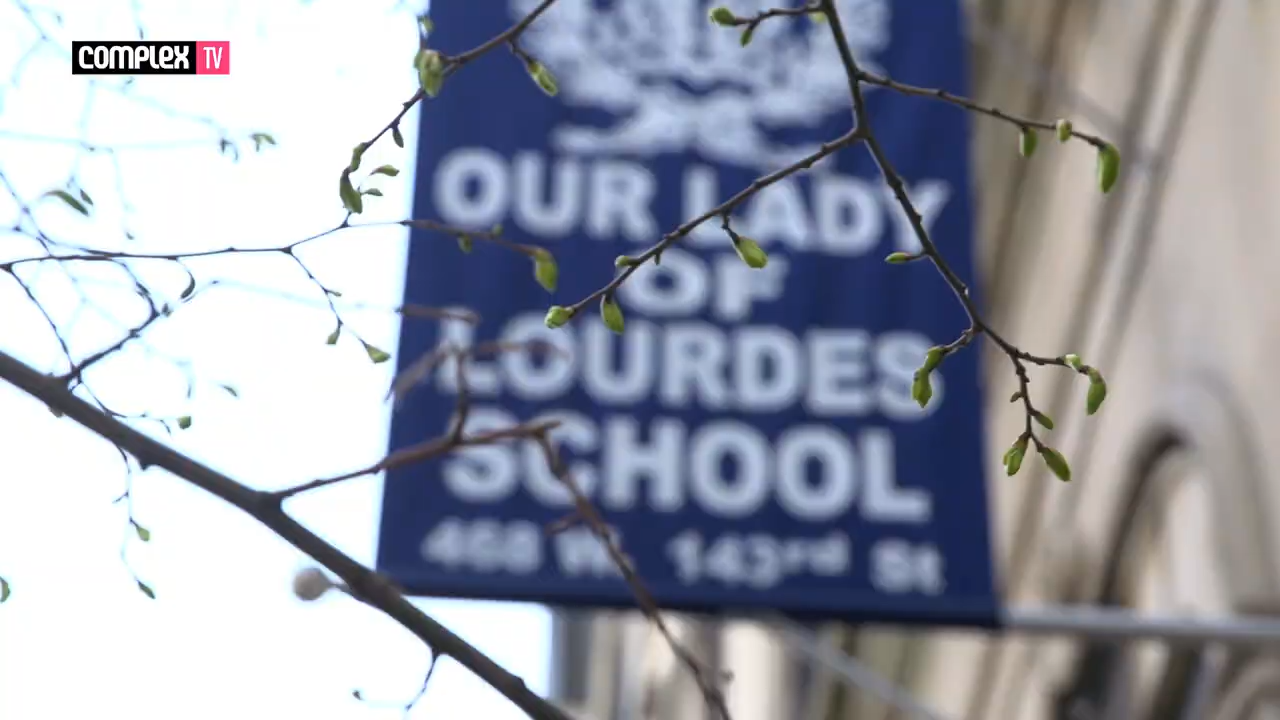 COMPLEX TV
OUR LADY
OF
LOURDES
SCHOOL
468 W. 143rd St